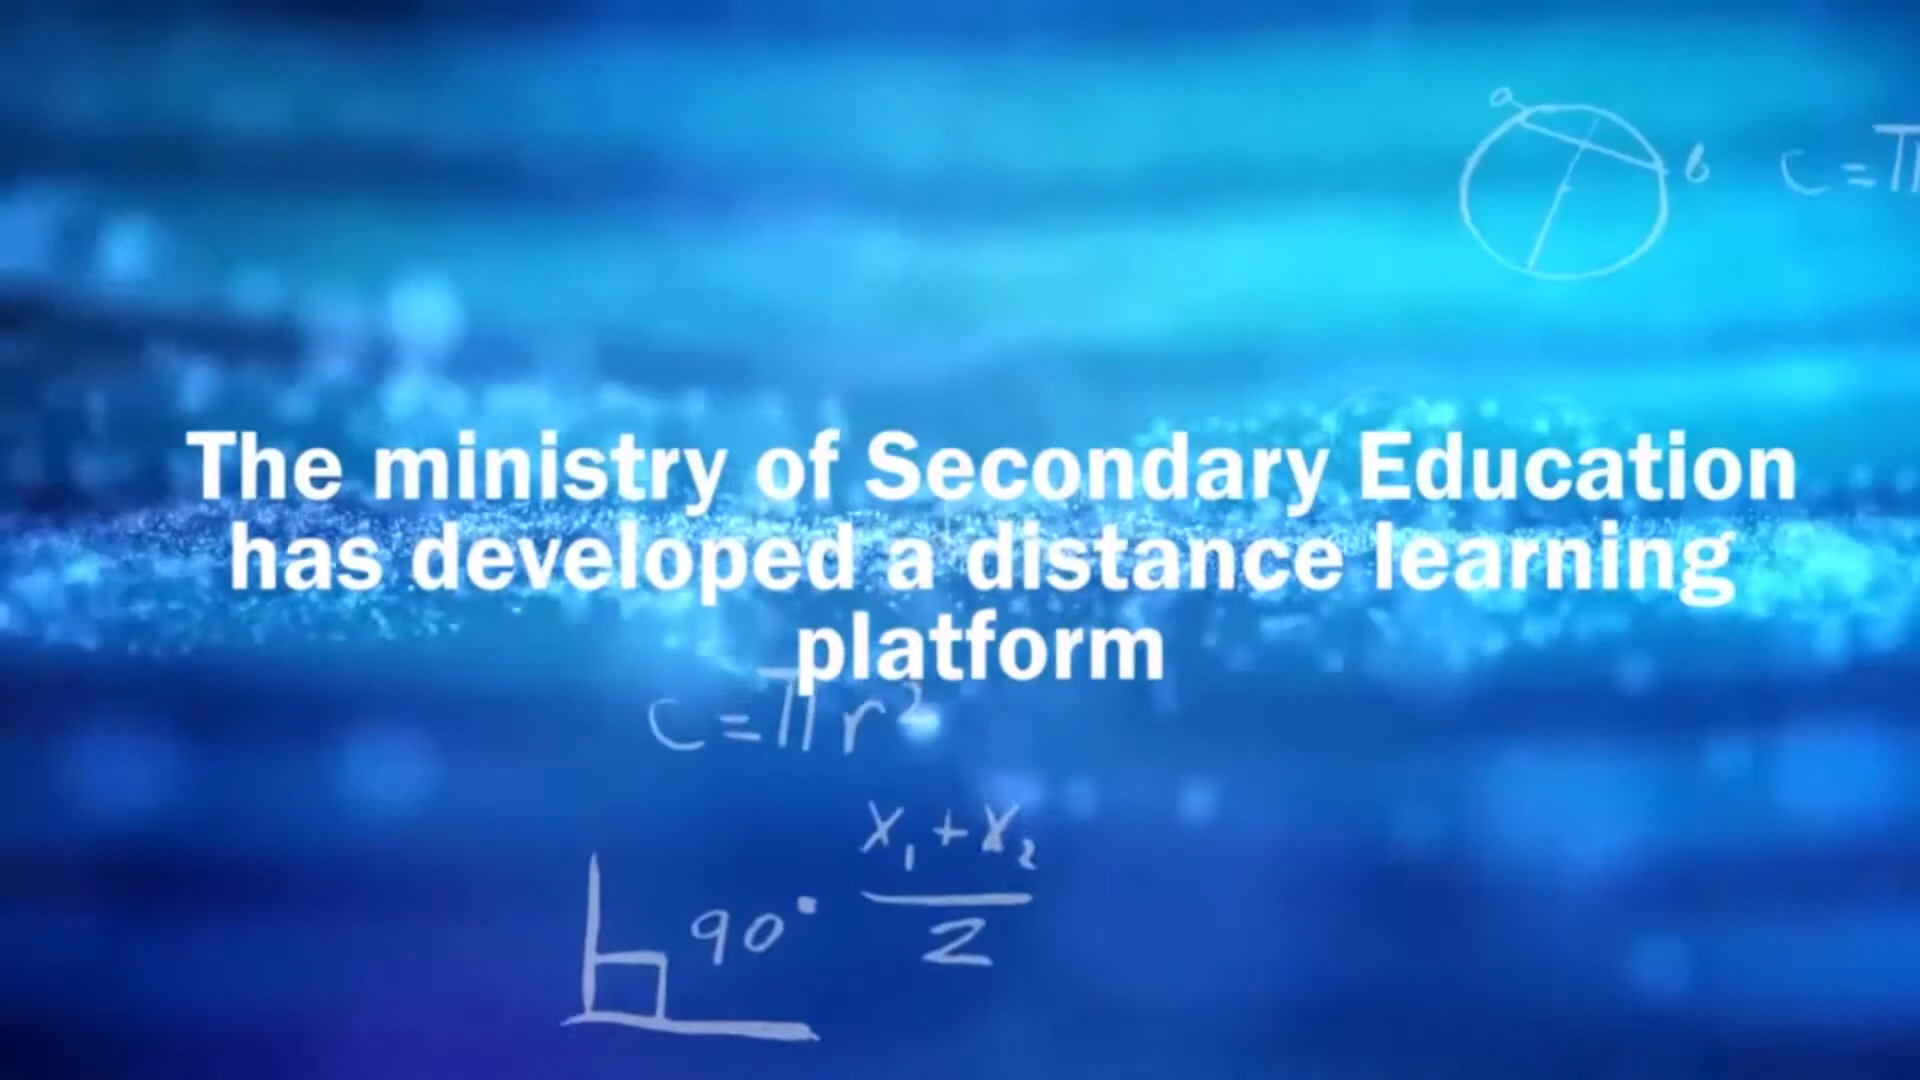 a
b C=π
The ministry of Secondary Education
has developed a distance learning
platform
C=πr²
x₁+x₂
90° 2